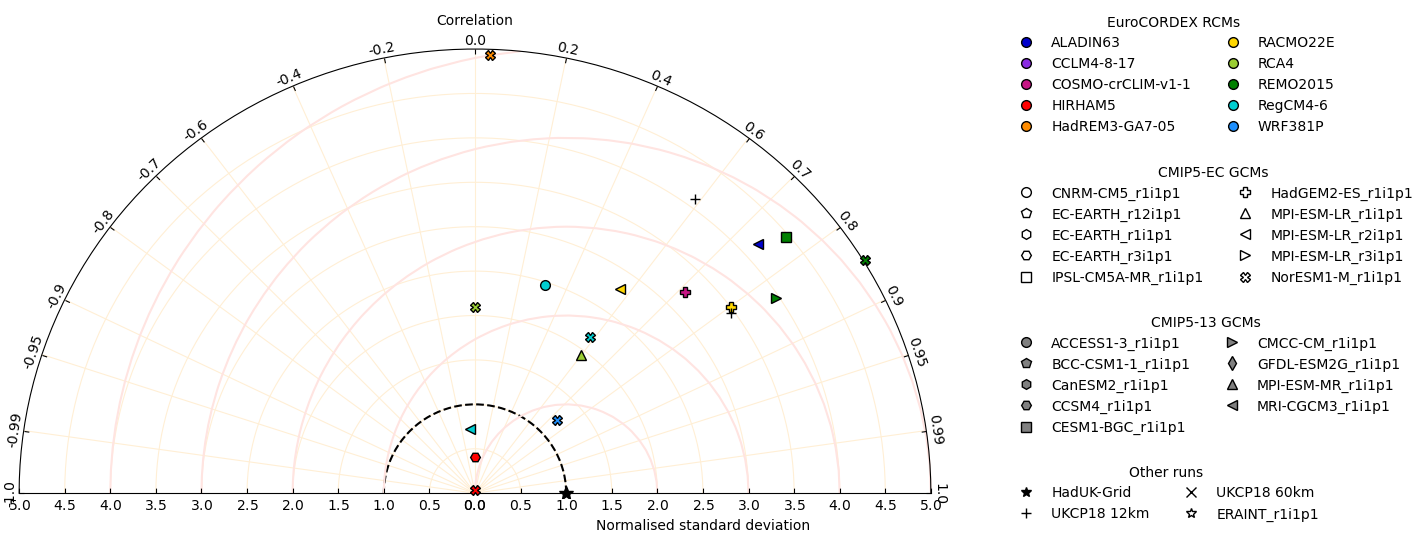 Correlation
-1.0 -0.99 -0.95 -0.9 -0.8 -0.7 -0.6 -0.4 -0.2 0.0 0.2 0.4 0.6 0.7 0.8 0.9 0.95 0.99 1.0
5.0 4.5 4.0 3.5 3.0 2.5 2.0 1.5 1.0 0.5 0.0 0.5 1.0 1.5 2.0 2.5 3.0 3.5 4.0 4.5 5.0
Normalised standard deviation
EuroCORDEX RCMs
ALADIN63 RACMO22E
CCLM4-8-17 RCA4
COSMO-crCLIM-v1-1 REMO2015
HIRHAM5 RegCM4-6
HadREM3-GA7-05 WRF381P
CMIP5-EC GCMs
CNRM-CM5_r1i1p1 HadGEM2-ES_r1i1p1
EC-EARTH_r12i1p1 MPI-ESM-LR_r1i1p1
EC-EARTH_r1i1p1 MPI-ESM-LR_r2i1p1
EC-EARTH_r3i1p1 MPI-ESM-LR_r3i1p1
IPSL-CM5A-MR_r1i1p1 NorESM1-M_r1i1p1
CMIP5-13 GCMs
ACCESS1-3_r1i1p1 CMCC-CM_r1i1p1
BCC-CSM1-1_r1i1p1 GFDL-ESM2G_r1i1p1
CanESM2_r1i1p1 MPI-ESM-MR_r1i1p1
CCSM4_r1i1p1 MRI-CGCM3_r1i1p1
CESM1-BGC_r1i1p1
Other runs
HadUK-Grid UKCP18 60km
UKCP18 12km ERAINT_r1i1p1